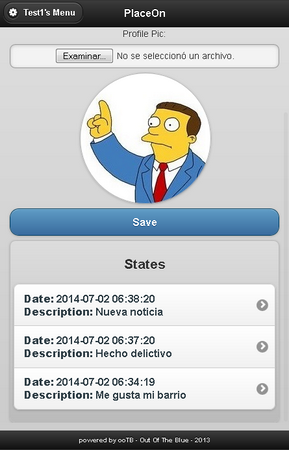 Test1's Menu
PlaceOn
Profile Pic:
Examinar... No se seleccionó un archivo.
Save
States
Date: 2014-07-02 06:38:20
Description: Nueva noticia
Date: 2014-07-02 06:37:20
Description: Hecho delictivo
Date: 2014-07-02 06:34:19
Description: Me gusta mi barrio
powered by ooTB - Out Of The Blue - 2013